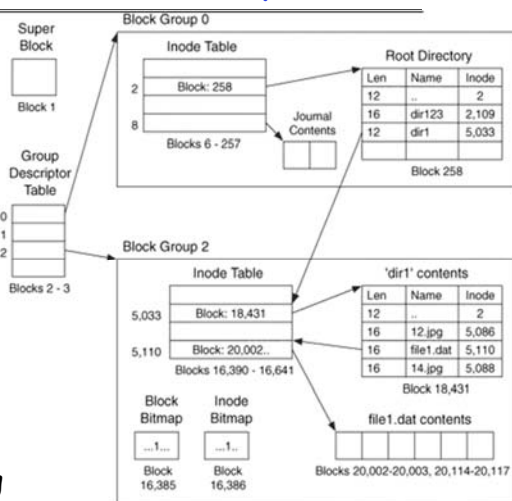 Block Group 0
Super
Block
Block 1
Inode Table
2 Block: 258
8
Blocks 6 - 257
Journal
Contents
Root Directory
Len Name Inode
12 .. 2
16 dir123 2,109
12 dir1 5,033
Block 258
Group
Descriptor
Table
0
1
2
Blocks 2 - 3
Block Group 2
Inode Table
5,033 Block: 18,431
5,110 Block: 20,002..
Blocks 16,390 - 16,641
'dir1' contents
Len Name Inode
12 .. 2
16 12.jpg 5,086
16 file1.dat 5,110
16 14.jpg 5,088
Block 18,431
Block
Bitmap
...1...
Block
16,385
Inode
Bitmap
...1..
Block
16,386
file1.dat contents
Blocks 20,002-20,003, 20,114-20,117